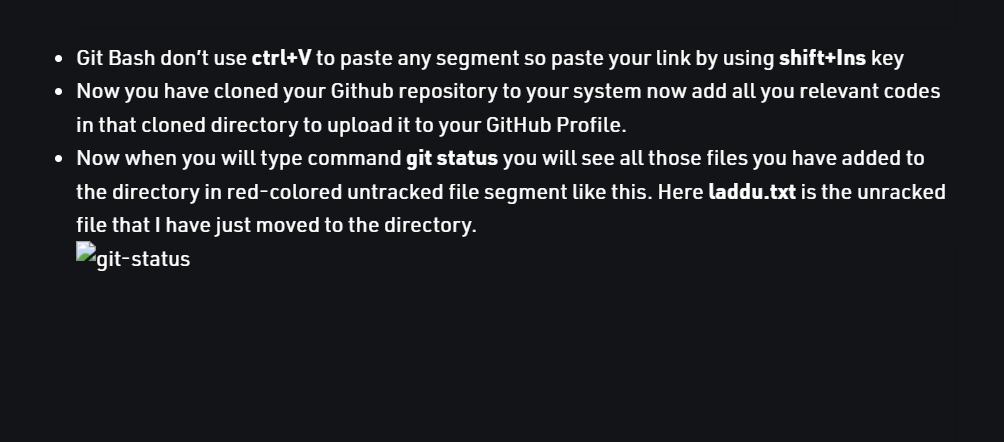 Git Bash don't use ctrl+V to paste any segment so paste your link by using shift+Ins key
Now you have cloned your Github repository to your system now add all you relevant codes
in that cloned directory to upload it to your GitHub Profile.
Now when you will type command git status you will see all those files you have added to
the directory in red-colored untracked file segment like this. Here laddu.txt is the unracked
file that I have just moved to the directory.
git-status